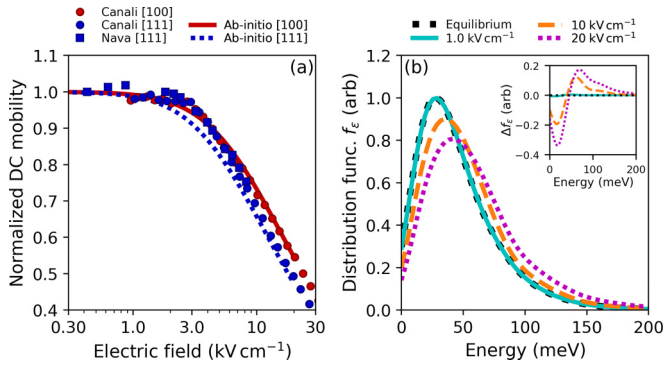 Canali [100]
Canali [111]
Nava [111]
Ab-initio [100]
Ab-initio [111]
Equilibrium
1.0 kV cm⁻¹
10 kV cm⁻¹
20 kV cm⁻¹
(a)
Normalized DC mobility
1.1
1.0
0.9
0.8
0.7
0.6
0.5
0.4
0.30
1.0
3.0
10
30
Electric field (kV cm⁻¹)
(b)
Distribution func. fε (arb)
1.2
1.0
0.8
0.6
0.4
0.2
0.0
0
50
100
150
200
Energy (meV)
Δfε (arb)
0.2
0.0
−0.2
−0.4
0
100
200
Energy (meV)